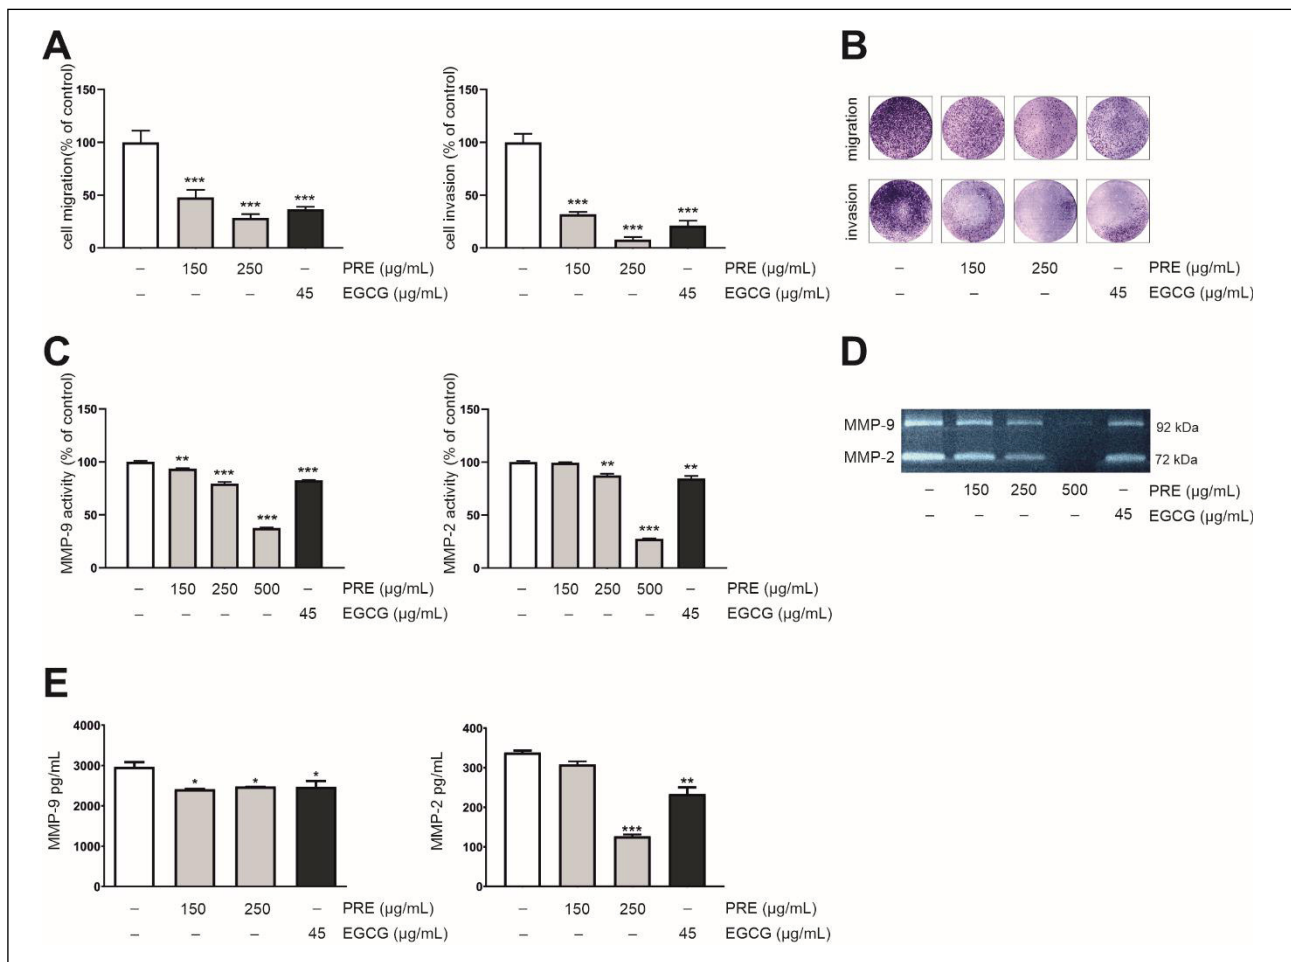 A
B
cell migration(% of control)
150
100
50
0
***
***
***
– 150 250 – PRE (µg/mL)
– – – 45 EGCG (µg/mL)
cell invasion (% of control)
150
100
50
0
***
***
***
– 150 250 – PRE (µg/mL)
– – – 45 EGCG (µg/mL)
migration
invasion
– 150 250 – PRE (µg/mL)
– – – 45 EGCG (µg/mL)
C
D
MMP-9 activity (% of control)
150
100
50
0
**
***
***
***
– 150 250 500 – PRE (µg/mL)
– – – – 45 EGCG (µg/mL)
MMP-2 activity (% of control)
150
100
50
0
**
***
**
– 150 250 500 – PRE (µg/mL)
– – – – 45 EGCG (µg/mL)
MMP-9 92 kDa
MMP-2 72 kDa
– 150 250 500 – PRE (µg/mL)
– – – – 45 EGCG (µg/mL)
E
MMP-9 pg/mL
4000
3000
2000
1000
0
*
*
*
– 150 250 – PRE (µg/mL)
– – – 45 EGCG (µg/mL)
MMP-2 pg/mL
400
300
200
100
0
***
**
– 150 250 – PRE (µg/mL)
– – – 45 EGCG (µg/mL)